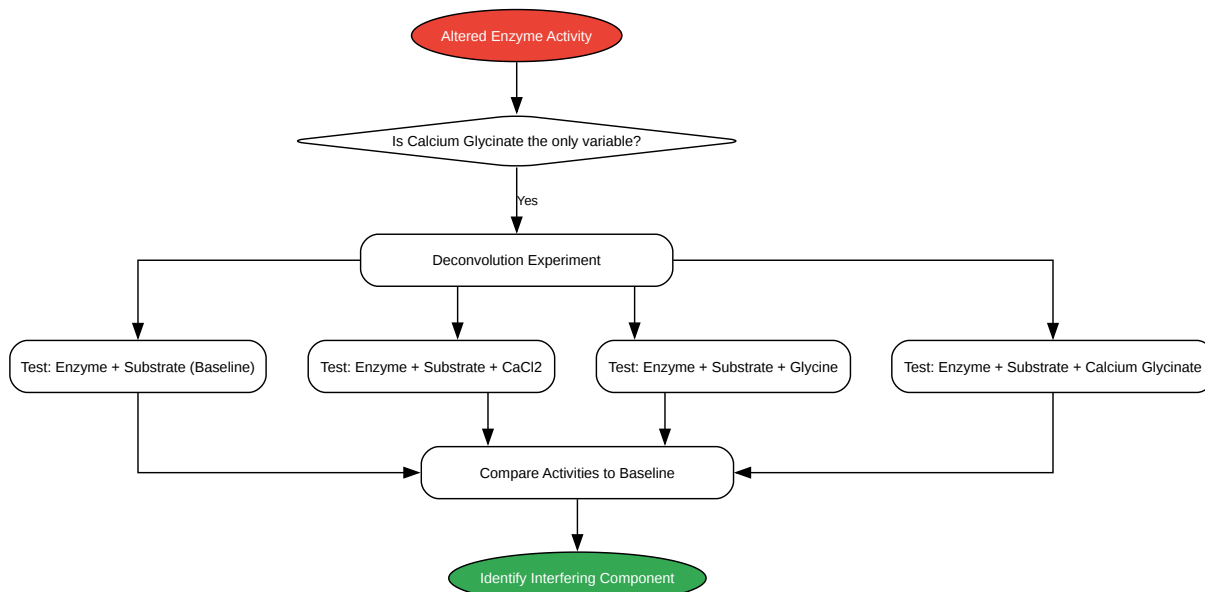 Altered Enzyme Activity
Is Calcium Glycinate the only variable?
Yes
Deconvolution Experiment
Test: Enzyme + Substrate (Baseline)
Test: Enzyme + Substrate + CaCl2
Test: Enzyme + Substrate + Glycine
Test: Enzyme + Substrate + Calcium Glycinate
Compare Activities to Baseline
Identify Interfering Component